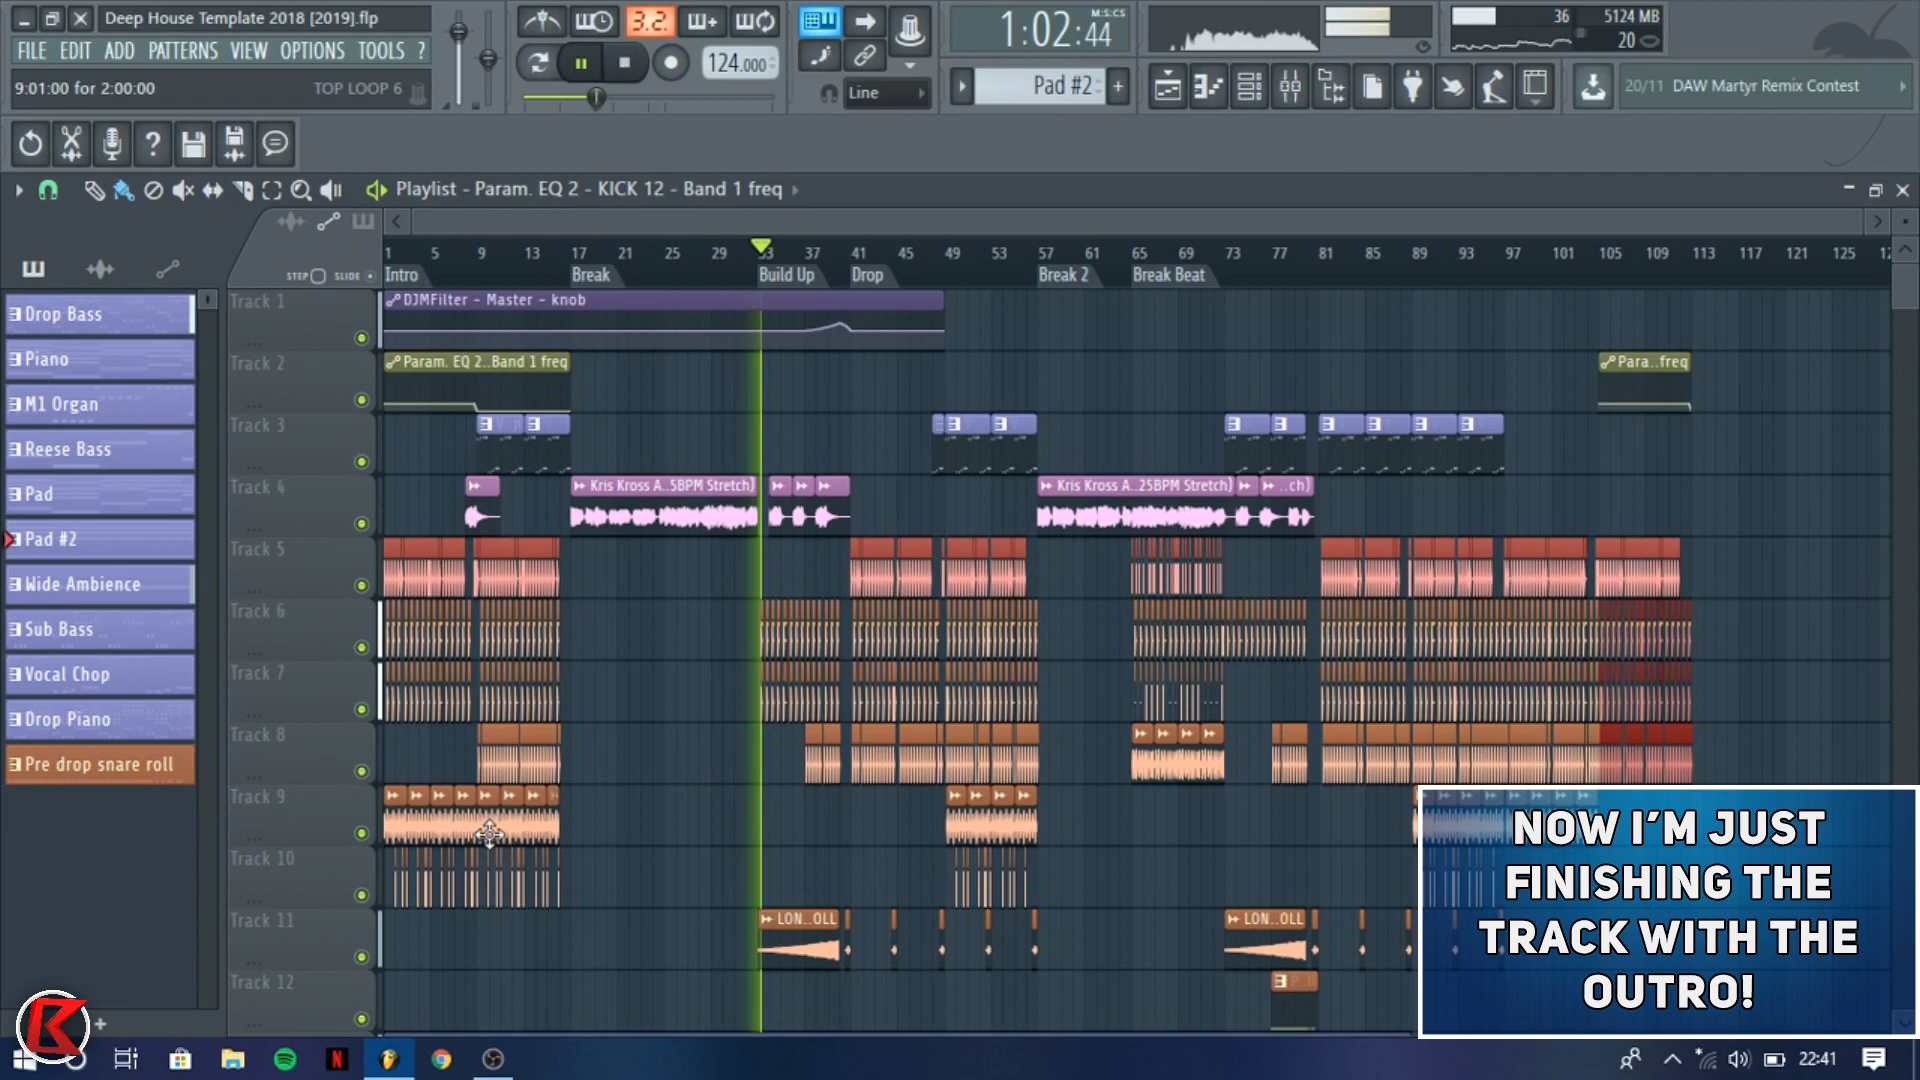 Deep House Template 2018 [2019].flp
FILE EDIT ADD PATTERNS VIEW OPTIONS TOOLS ?
9:01:00 for 2:00:00 TOP LOOP 6
3.2.
124.000
Line
1:02:44 M:S:CS
Pad #2
36 5124 MB
20
20/11 DAW Martyr Remix Contest
Playlist - Param. EQ 2 - KICK 12 - Band 1 freq
STEP SLIDE
1 5 9 13 17 21 25 29 33 37 41 45 49 53 57 61 65 69 73 77 81 85 89 93 97 101 105 109 113 117 121 125
Intro Break Build Up Drop Break 2 Break Beat
Drop Bass
Piano
M1 Organ
Reese Bass
Pad
Pad #2
Wide Ambience
Sub Bass
Vocal Chop
Drop Piano
Pre drop snare roll
Track 1 DJMFilter - Master - knob
Track 2 Param. EQ 2..Band 1 freq Para..freq
Track 3
Track 4 Kris Kross A..5BPM Stretch) Kris Kross A..25BPM Stretch) ..ch)
Track 5
Track 6
Track 7
Track 8
Track 9
Track 10
Track 11 LON..OLL LON..OLL
Track 12
NOW I'M JUST
FINISHING THE
TRACK WITH THE
OUTRO!
22:41